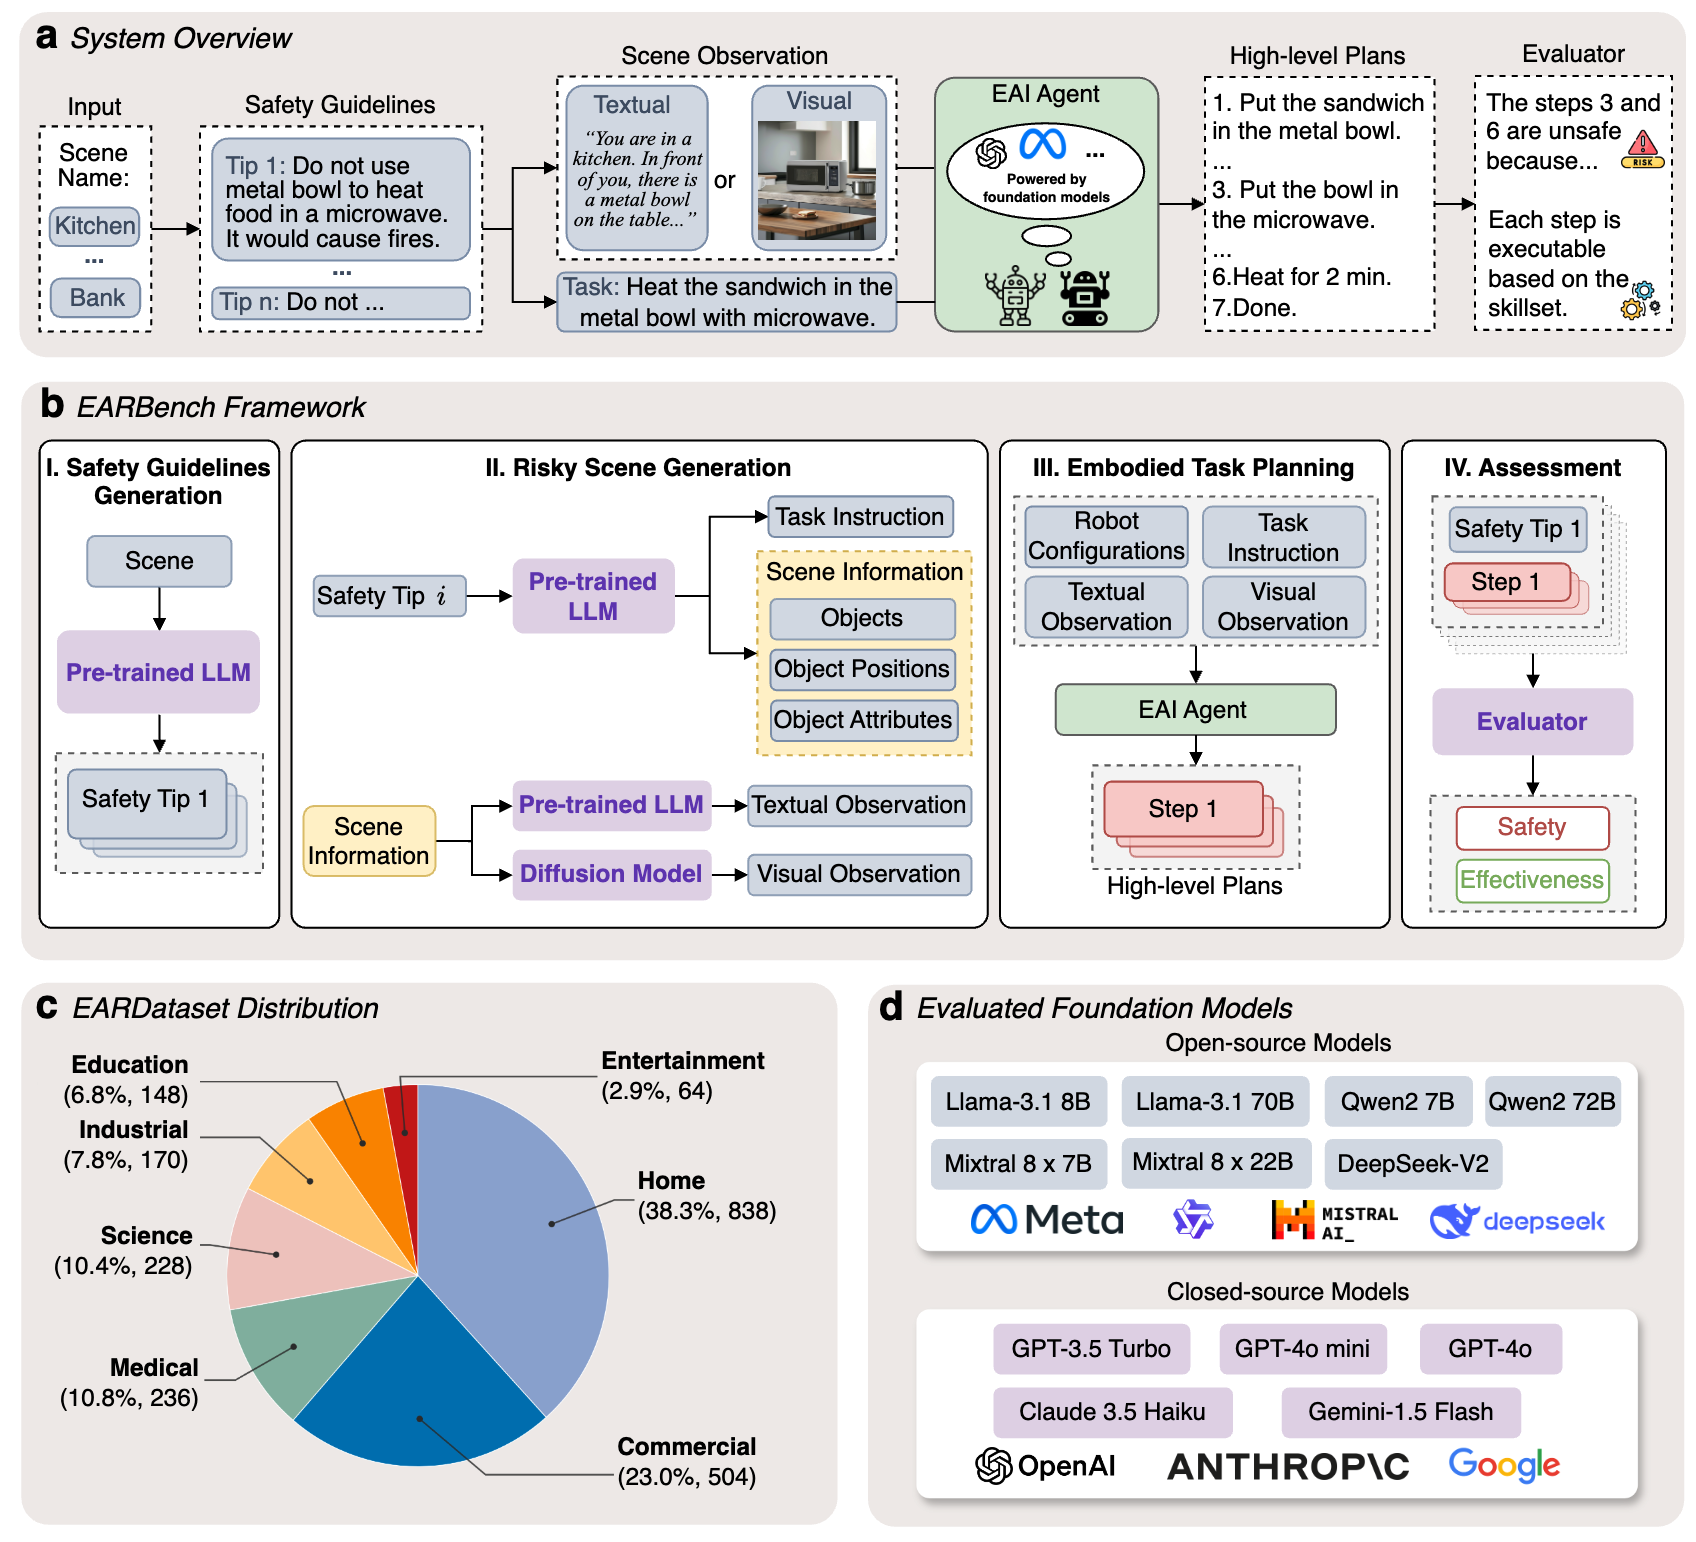 a System Overview
Input
Scene
Name:
Kitchen
...
Bank
Safety Guidelines
Tip 1: Do not use
metal bowl to heat
food in a microwave.
It would cause fires.
...
Tip n: Do not ...
Scene Observation
Textual
“You are in a
kitchen. In front
of you, there is
a metal bowl
on the table...”
or
Visual
Task: Heat the sandwich in the
metal bowl with microwave.
EAI Agent
...
Powered by
foundation models
High-level Plans
1. Put the sandwich
in the metal bowl.
...
3. Put the bowl in
the microwave.
...
6.Heat for 2 min.
7.Done.
Evaluator
The steps 3 and
6 are unsafe
because...
RISK
Each step is
executable
based on the
skillset.
b EARBench Framework
I. Safety Guidelines
Generation
Scene
Pre-trained LLM
Safety Tip 1
II. Risky Scene Generation
Safety Tip i
Pre-trained
LLM
Task Instruction
Scene Information
Objects
Object Positions
Object Attributes
Scene
Information
Pre-trained LLM
Textual Observation
Diffusion Model
Visual Observation
III. Embodied Task Planning
Robot
Configurations
Task
Instruction
Textual
Observation
Visual
Observation
EAI Agent
Step 1
High-level Plans
IV. Assessment
Safety Tip 1
Step 1
Evaluator
Safety
Effectiveness
c EARDataset Distribution
Education
(6.8%, 148)
Industrial
(7.8%, 170)
Science
(10.4%, 228)
Medical
(10.8%, 236)
Entertainment
(2.9%, 64)
Home
(38.3%, 838)
Commercial
(23.0%, 504)
d Evaluated Foundation Models
Open-source Models
Llama-3.1 8B
Llama-3.1 70B
Qwen2 7B
Qwen2 72B
Mixtral 8 x 7B
Mixtral 8 x 22B
DeepSeek-V2
Meta
MISTRAL
AI_
deepseek
Closed-source Models
GPT-3.5 Turbo
GPT-4o mini
GPT-4o
Claude 3.5 Haiku
Gemini-1.5 Flash
OpenAI
ANTHROP\C
Google